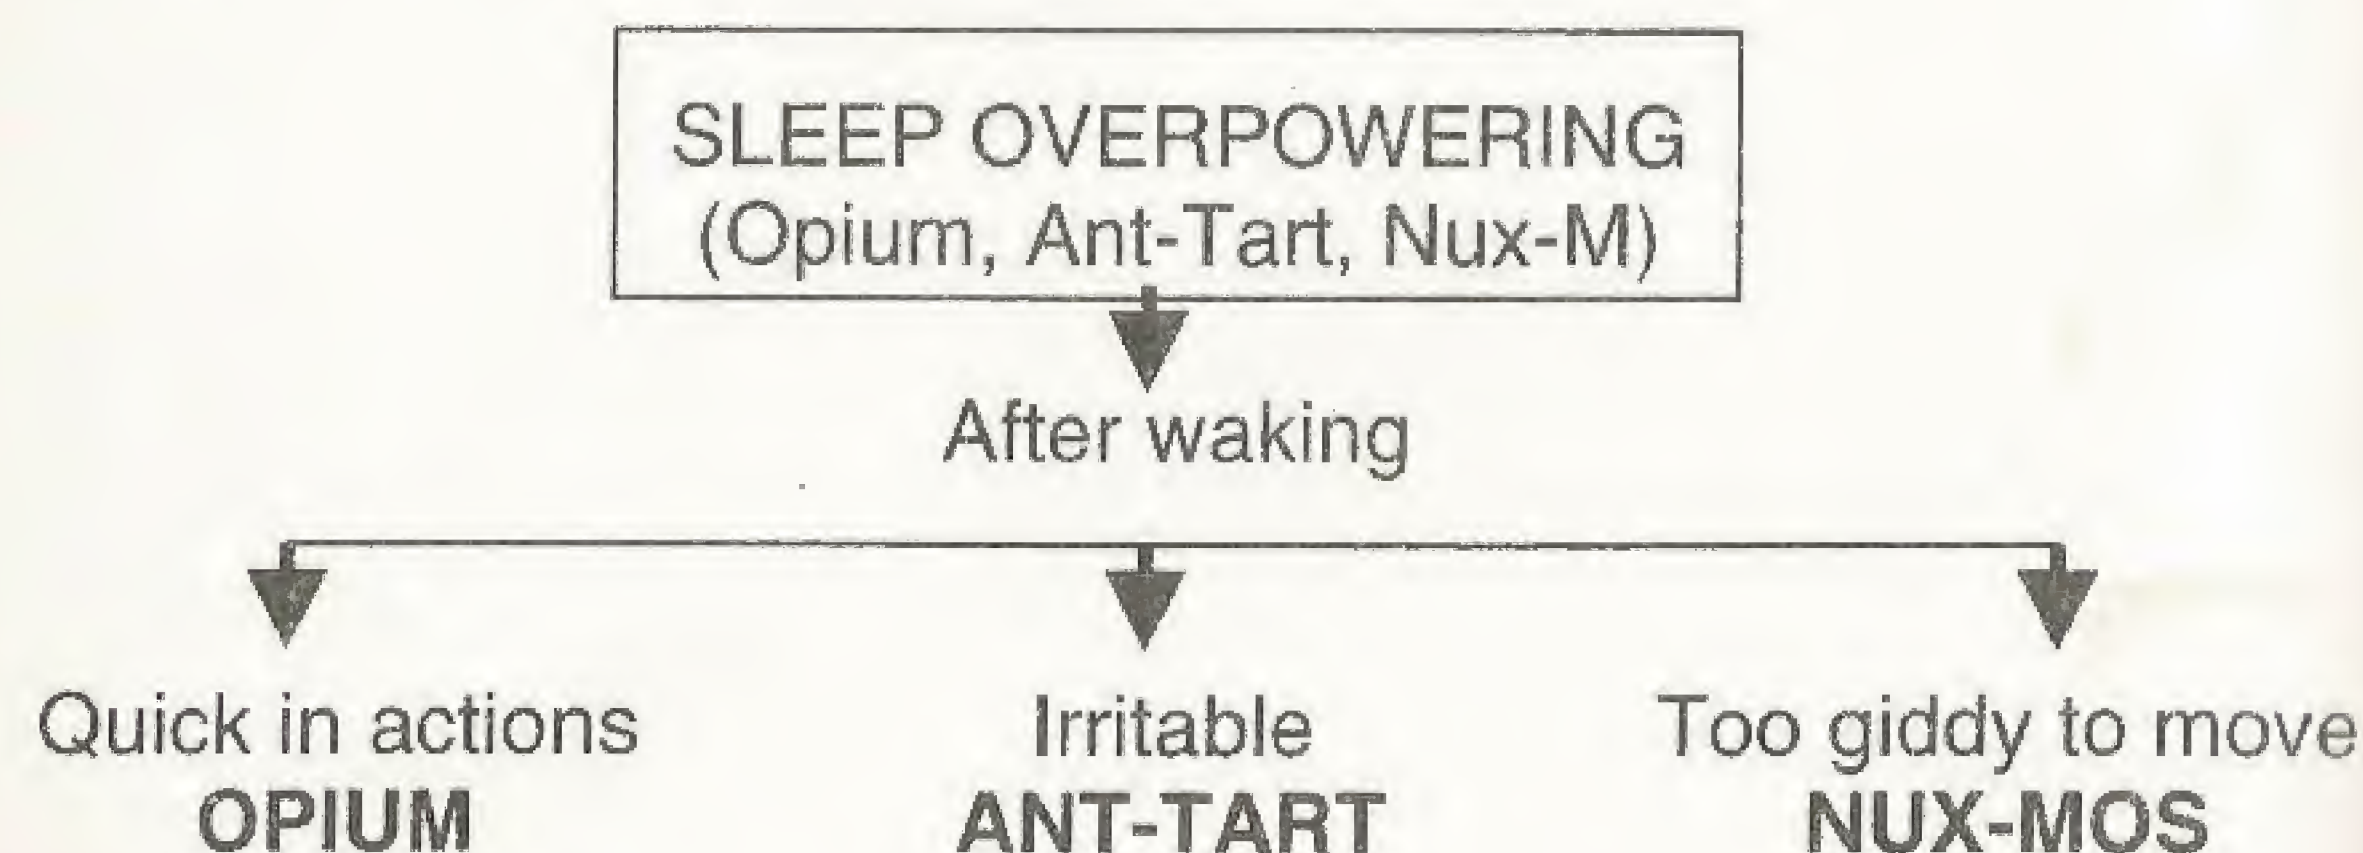 SLEEP OVERPOWERING
(Opium, Ant-Tart, Nux-M)
After waking
Quick in actions
OPIUM
Irritable
ANT-TART
Too giddy to move
NUX-MOS